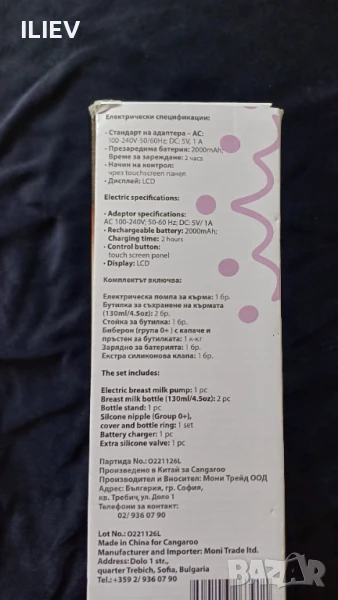 ILIEV
Електрически спецификации:
• Стандарт на адаптера – AC:
100-240V-50/60Hz; DC: 5V, 1 A
• Презаредима батерия: 2000mAh;
Време за зареждане: 2 часа
• Начин на контрол:
чрез touchscreen панел
• Дисплей: LCD
Electric specifications:
• Adaptor specifications:
AC 100-240V; 50-60 Hz; DC: 5V/ 1A
• Rechargeable battery: 2000mAh;
Charging time: 2 hours
• Control button:
touch screen panel
• Display: LCD
Комплектът включва:
Електрическа помпа за кърма: 1 бр.
Бутилка за съхранение на кърмата
(130ml/4.5oz): 2 бр.
Стойка за бутилка: 1 бр.
Биберон (група 0+) с капаче и
пръстен за бутилката: 1 к-кт
Зарядно за батерията: 1 бр.
Екстра силиконова клапа: 1 бр.
The set includes:
Electric breast milk pump: 1 pc
Breast milk bottle (130ml/4.5oz): 2 pc
Bottle stand: 1 pc
Silicone nipple (Group 0+),
cover and bottle ring: 1 set
Battery charger: 1 pc
Extra silicone valve: 1 pc
Партида No.: O221126L
Произведено в Китай за Cangaroo
Производител и Вносител: Мони Трейд ООД
Адрес: България, гр. София,
кв. Требич, ул. Доло 1
Телефони за контакт:
02/ 936 07 90
Lot No.: O221126L
Made in China for Cangaroo
Manufacturer and Importer: Moni Trade ltd.
Address: Dolo 1 str.,
quarter Trebich, Sofia, Bulgaria
Tel.: +359 2/ 936 07 90
BAZAR.bg